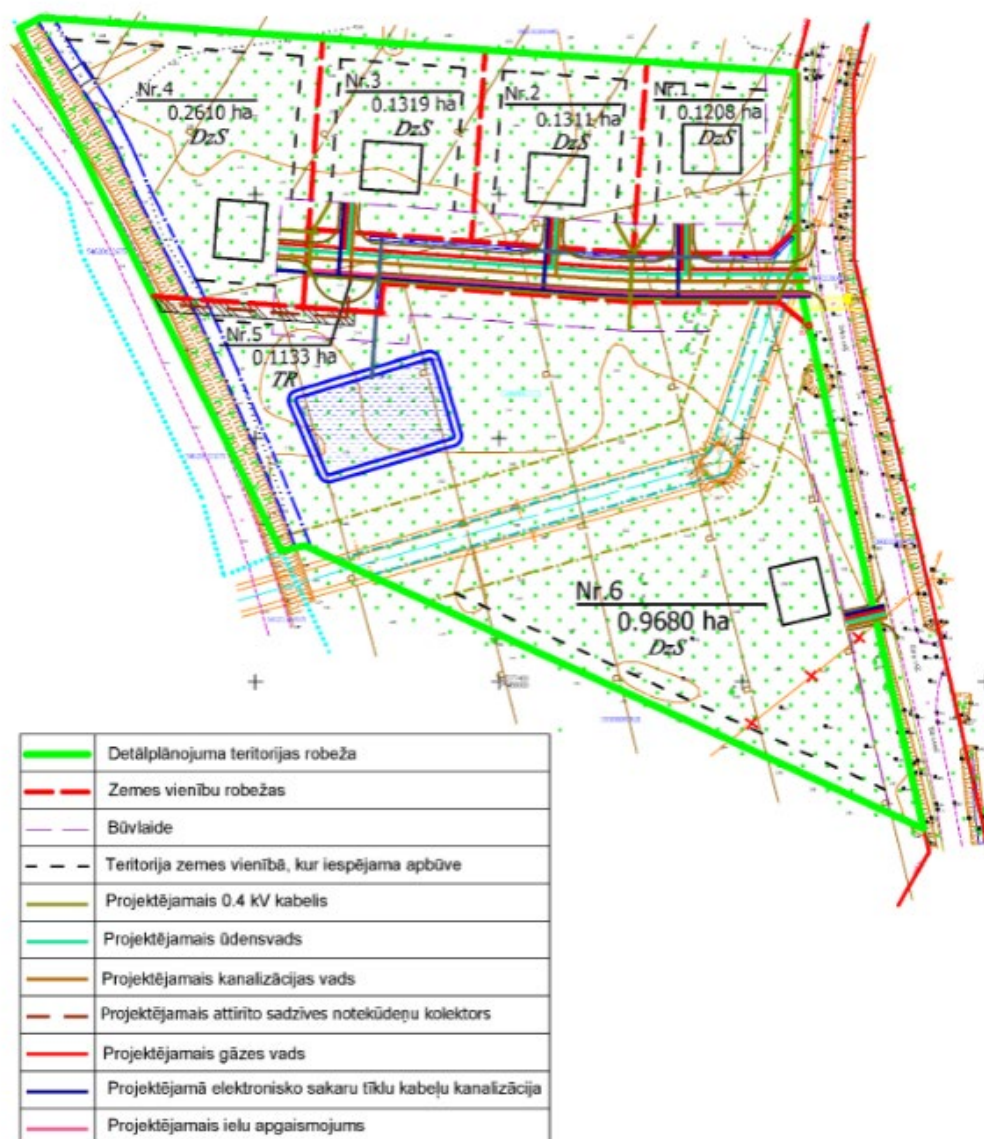 Nr.4
0.2610 ha
DzS
Nr.3
0.1319 ha
DzS
Nr.2
0.1311 ha
DzS
Nr.1
0.1208 ha
DzS
Nr.5
0.1133 ha
TR
Nr.6
0.9680 ha
DzS
Detālplānojuma teritorijas robeža
Zemes vienību robežas
Būvlaide
Teritorija zemes vienībā, kur iespējama apbūve
Projektējamais 0.4 kV kabelis
Projektējamais ūdensvads
Projektējamais kanalizācijas vads
Projektējamais attīrīto sadzīves notekūdeņu kolektors
Projektējamais gāzes vads
Projektējamā elektronisko sakaru tīklu kabeļu kanalizācija
Projektējamais ielu apgaismojums